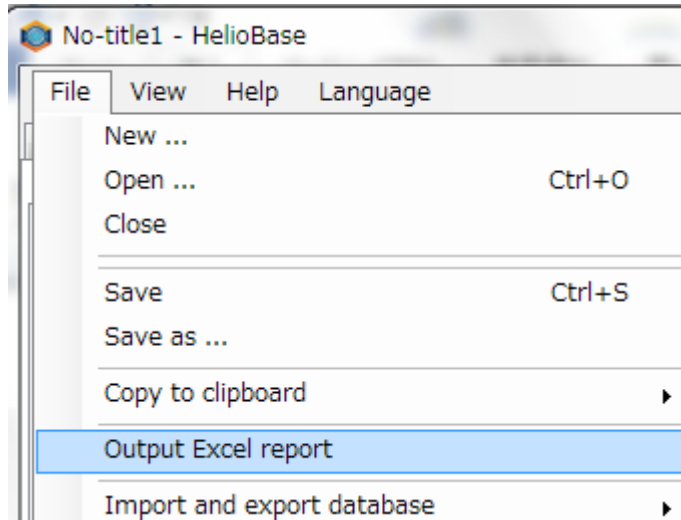 No-title1 - HelioBase
File View Help Language
New ...
Open ... Ctrl+O
Close
Save Ctrl+S
Save as ...
Copy to clipboard
Output Excel report
Import and export database